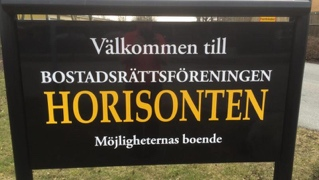 Välkommen till
BOSTADSRÄTTSFÖRENINGEN
HORISONTEN
Möjligheternas boende